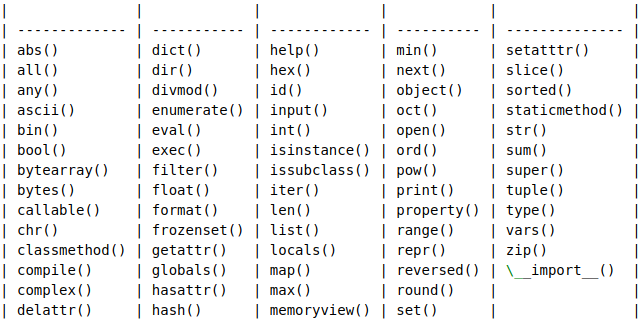 |               |              |               |            |                |
| ------------- | ----------- | ------------ | ---------- | -------------- |
| abs() | dict() | help() | min() | setatttr() |
| all() | dir() | hex() | next() | slice() |
| any() | divmod() | id() | object() | sorted() |
| ascii() | enumerate() | input() | oct() | staticmethod() |
| bin() | eval() | int() | open() | str() |
| bool() | exec() | isinstance() | ord() | sum() |
| bytearray() | filter() | issubclass() | pow() | super() |
| bytes() | float() | iter() | print() | tuple() |
| callable() | format() | len() | property() | type() |
| chr() | frozenset() | list() | range() | vars() |
| classmethod() | getattr() | locals() | repr() | zip() |
| compile() | globals() | map() | reversed() | \__import__() |
| complex() | hasattr() | max() | round() | |
| delattr() | hash() | memoryview() | set() | |